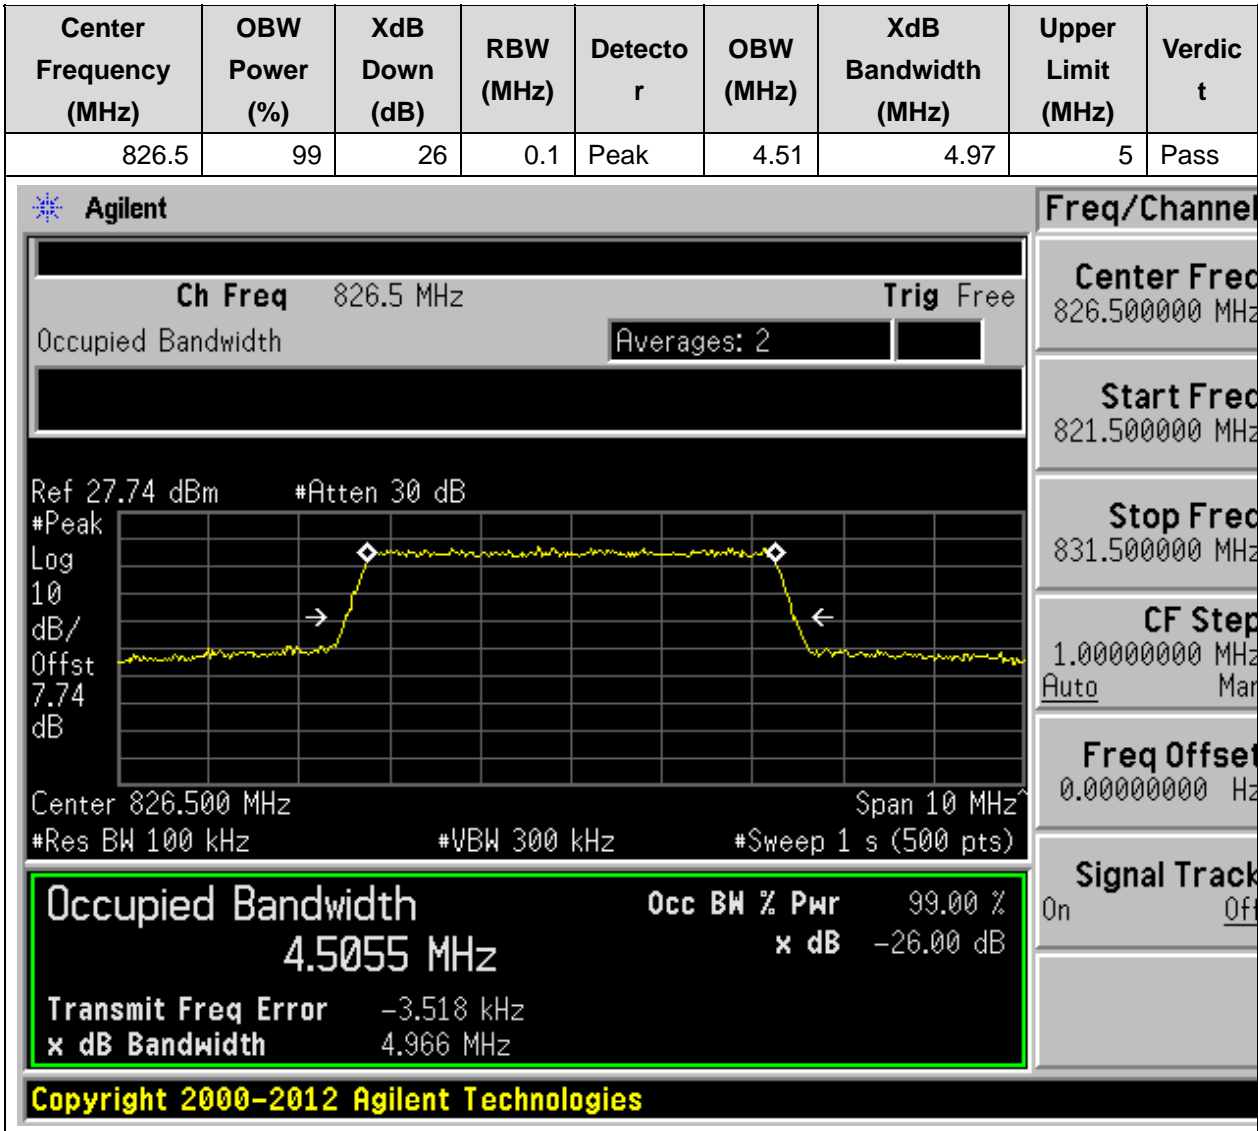 Center Frequency (MHz) OBW Power (%) XdB Down (dB) RBW (MHz) Detecto r OBW (MHz) XdB Bandwidth (MHz) Upper Limit (MHz) Verdic t
826.5 99 26 0.1 Peak 4.51 4.97 5 Pass
Agilent
Freq/Channel
Ch Freq 826.5 MHz Trig Free
Occupied Bandwidth Averages: 2
Ref 27.74 dBm #Atten 30 dB
#Peak
Log
10
dB/
Offst
7.74
dB
Center 826.500 MHz Span 10 MHz^
#Res BW 100 kHz #VBW 300 kHz #Sweep 1 s (500 pts)
Occupied Bandwidth Occ BW % Pwr 99.00 %
4.5055 MHz x dB -26.00 dB
Transmit Freq Error -3.518 kHz
x dB Bandwidth 4.966 MHz
Center Freq
826.500000 MHz
Start Freq
821.500000 MHz
Stop Freq
831.500000 MHz
CF Step
1.00000000 MHz
Auto Man
Freq Offset
0.00000000 Hz
Signal Track
On Off
Copyright 2000-2012 Agilent Technologies